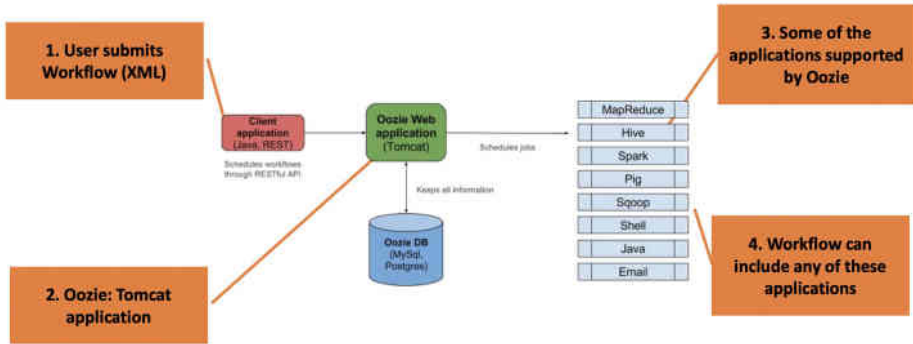 1. User submits
Workflow (XML)
3. Some of the
applications supported
by Oozie
Client
application
(Java, REST)
Schedules workflows
through RESTful API
Oozie Web
application
(Tomcat)
Schedules jobs
Keeps all information
Oozie DB
(MySql,
Postgres)
MapReduce
Hive
Spark
Pig
Sqoop
Shell
Java
Email
2. Oozie: Tomcat
application
4. Workflow can
include any of these
applications